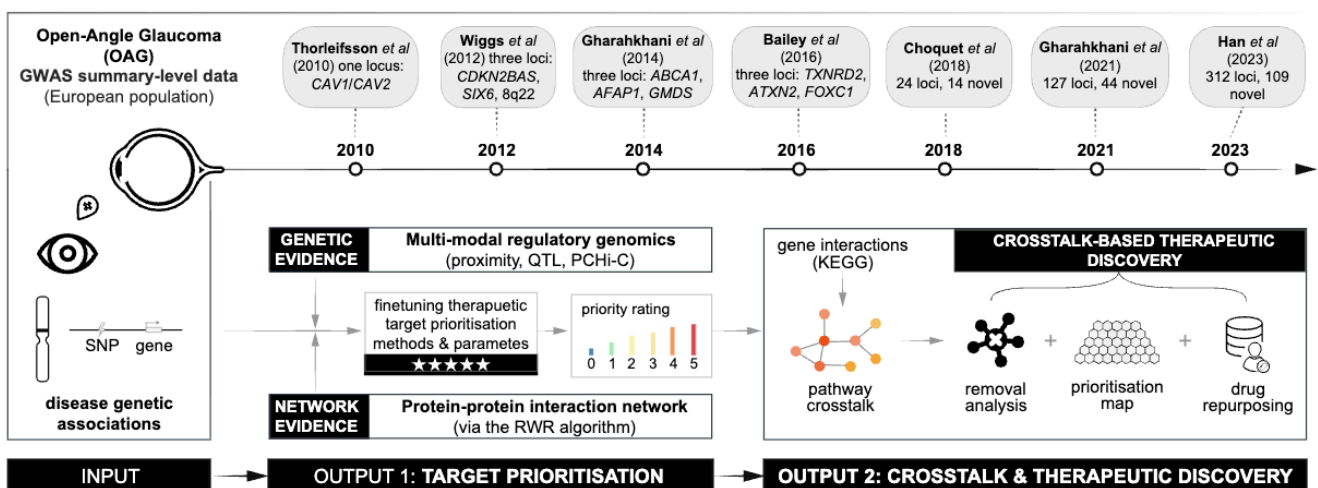 Open-Angle Glaucoma
(OAG)
GWAS summary-level data
(European population)
Thorleifsson et al
(2010) one locus:
CAV1/CAV2
Wiggs et al
(2012) three loci:
CDKN2BAS,
SIX6, 8q22
Gharahkhani et al
(2014)
three loci: ABCA1,
AFAP1, GMDS
Bailey et al
(2016)
three loci: TXNRD2,
ATXN2, FOXC1
Choquet et al
(2018)
24 loci, 14 novel
Gharahkhani et al
(2021)
127 loci, 44 novel
Han et al
(2023)
312 loci, 109
novel
2010
2012
2014
2016
2018
2021
2023
SNP
gene
disease genetic
associations
GENETIC
EVIDENCE
Multi-modal regulatory genomics
(proximity, QTL, PCHi-C)
finetuning therapuetic
target prioritisation
methods & parametes
priority rating
0 1 2 3 4 5
NETWORK
EVIDENCE
Protein-protein interaction network
(via the RWR algorithm)
gene interactions
(KEGG)
CROSSTALK-BASED THERAPEUTIC
DISCOVERY
pathway
crosstalk
removal
analysis
+
prioritisation
map
+
drug
repurposing
INPUT
OUTPUT 1: TARGET PRIORITISATION
OUTPUT 2: CROSSTALK & THERAPEUTIC DISCOVERY